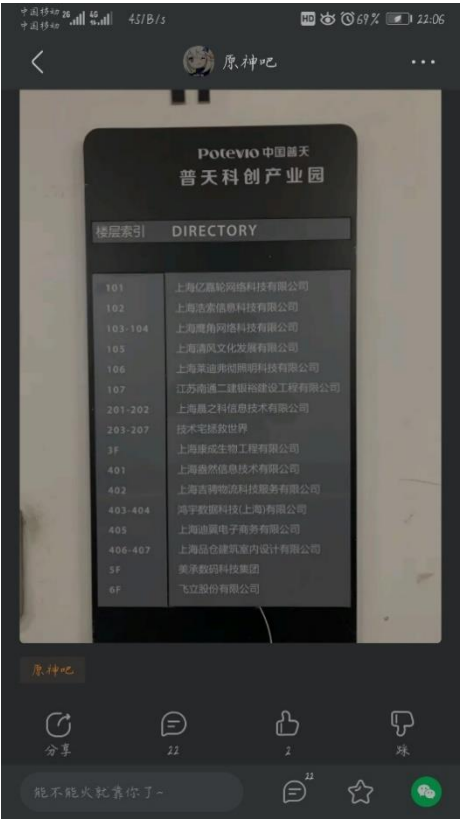 中国移动 2G 4G 451B/s HD 69% 22:06
中国移动
原神吧
Potevio 中国普天
普天科创产业园
楼层索引 DIRECTORY
101 上海亿嘉轮网络科技有限公司
102 上海浩索信息科技有限公司
103-104 上海鹰角网络科技有限公司
105 上海清风文化发展有限公司
106 上海莱迪弗彻照明科技有限公司
107 江苏南通二建银裕建设工程有限公司
201-202 上海晨之科信息技术有限公司
203-207 技术宅拯救世界
3F 上海康成生物工程有限公司
401 上海盎然信息技术有限公司
402 上海吉骋物流科技服务有限公司
403-404 鸿宇数据科技(上海)有限公司
405 上海迪翼电子商务有限公司
406-407 上海品仓建筑室内设计有限公司
5F 美承数码科技集团
6F 飞立股份有限公司
原神吧
分享 22 2 踩
能不能火就靠你了~ 22